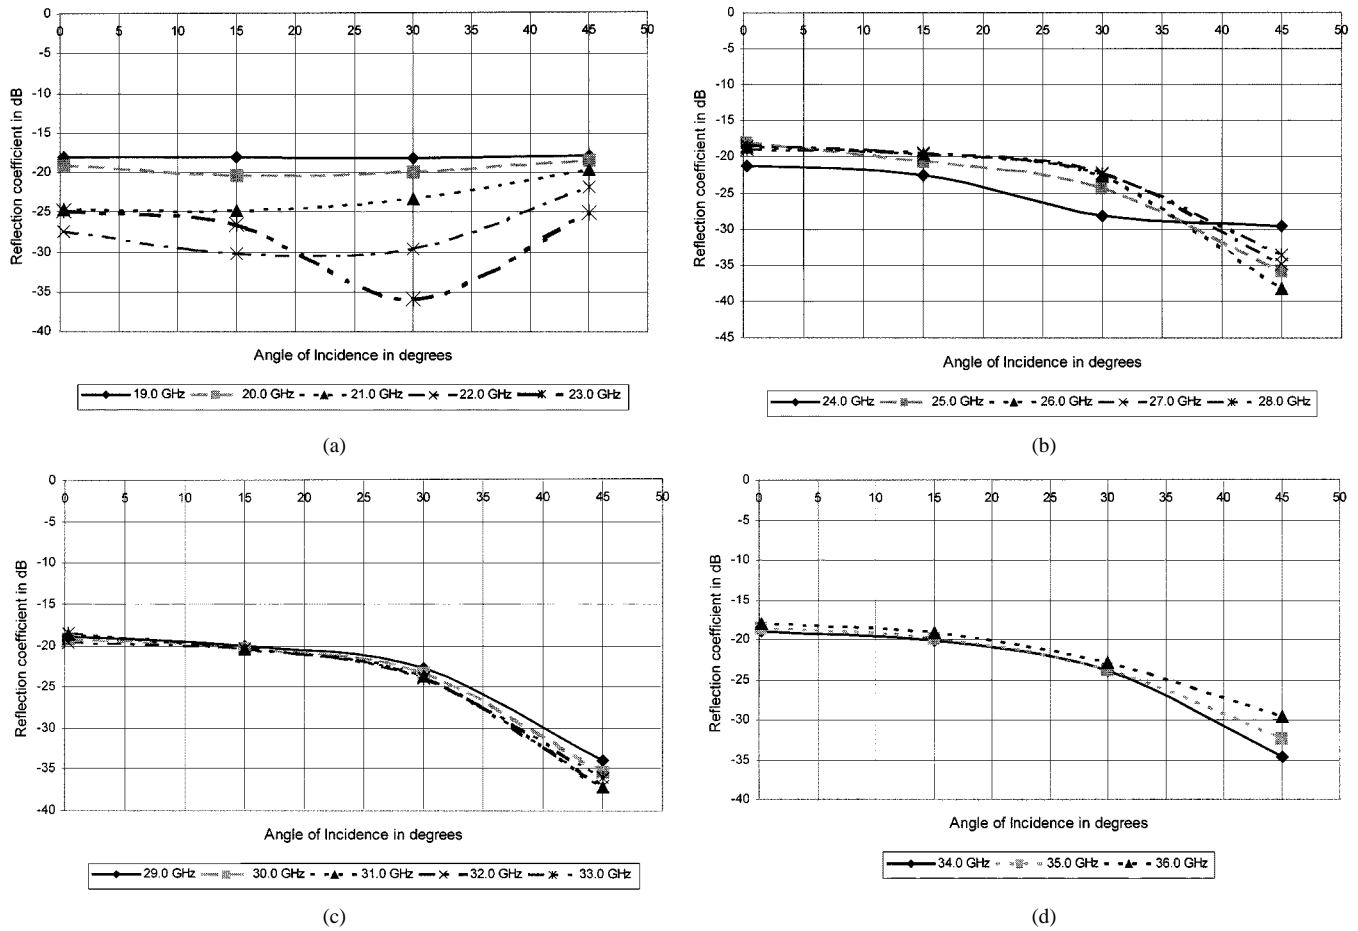 0
0 5 10 15 20 25 30 35 40 45 50
-5
-10
-15
-20
-25
-30
-35
-40
Reflection coefficient in dB
Angle of Incidence in degrees
19.0 GHz 20.0 GHz 21.0 GHz 22.0 GHz 23.0 GHz
(a)
0
0 5 10 15 20 25 30 35 40 45 50
-5
-10
-15
-20
-25
-30
-35
-40
-45
Reflection coefficient in dB
Angle of Incidence in degrees
24.0 GHz 25.0 GHz 26.0 GHz 27.0 GHz 28.0 GHz
(b)
0
0 5 10 15 20 25 30 35 40 45 50
-5
-10
-15
-20
-25
-30
-35
-40
Reflection coefficient in dB
Angle of Incidence in degrees
29.0 GHz 30.0 GHz 31.0 GHz 32.0 GHz 33.0 GHz
(c)
0
0 5 10 15 20 25 30 35 40 45 50
-5
-10
-15
-20
-25
-30
-35
-40
Reflection coefficient in dB
Angle of Incidence in degrees
34.0 GHz 35.0 GHz 36.0 GHz
(d)